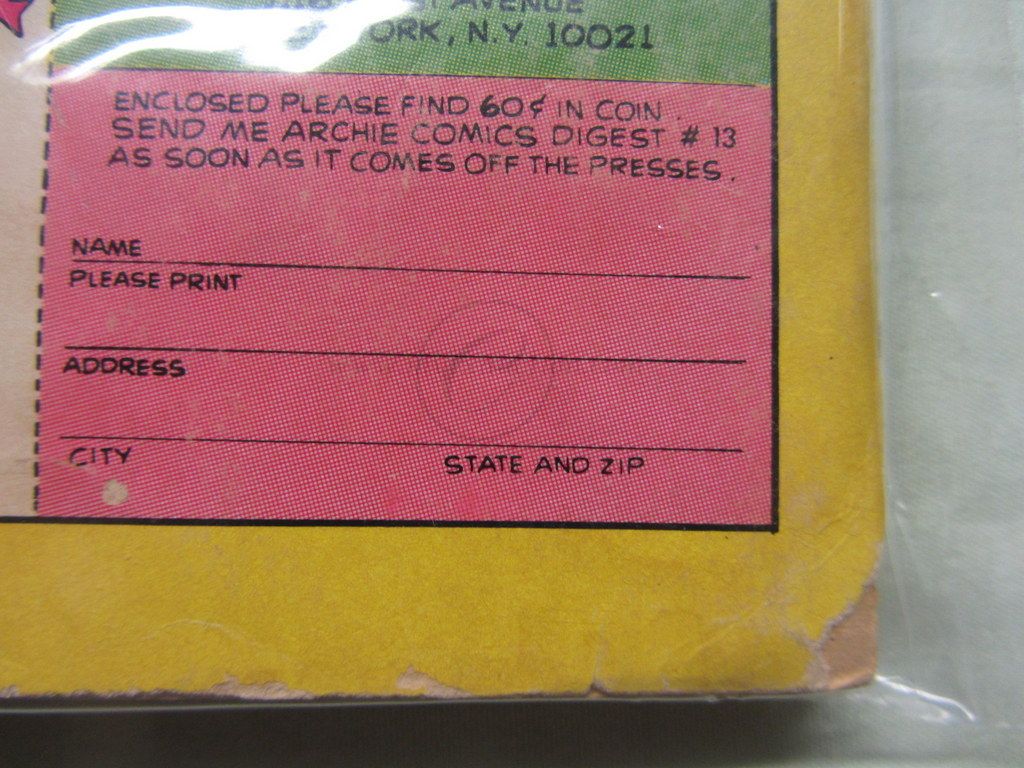 AVENUE
ORK, N.Y. 10021
ENCLOSED PLEASE FIND 60¢ IN COIN.
SEND ME ARCHIE COMICS DIGEST # 13
AS SOON AS IT COMES OFF THE PRESSES.
NAME
PLEASE PRINT
ADDRESS
CITY STATE AND ZIP